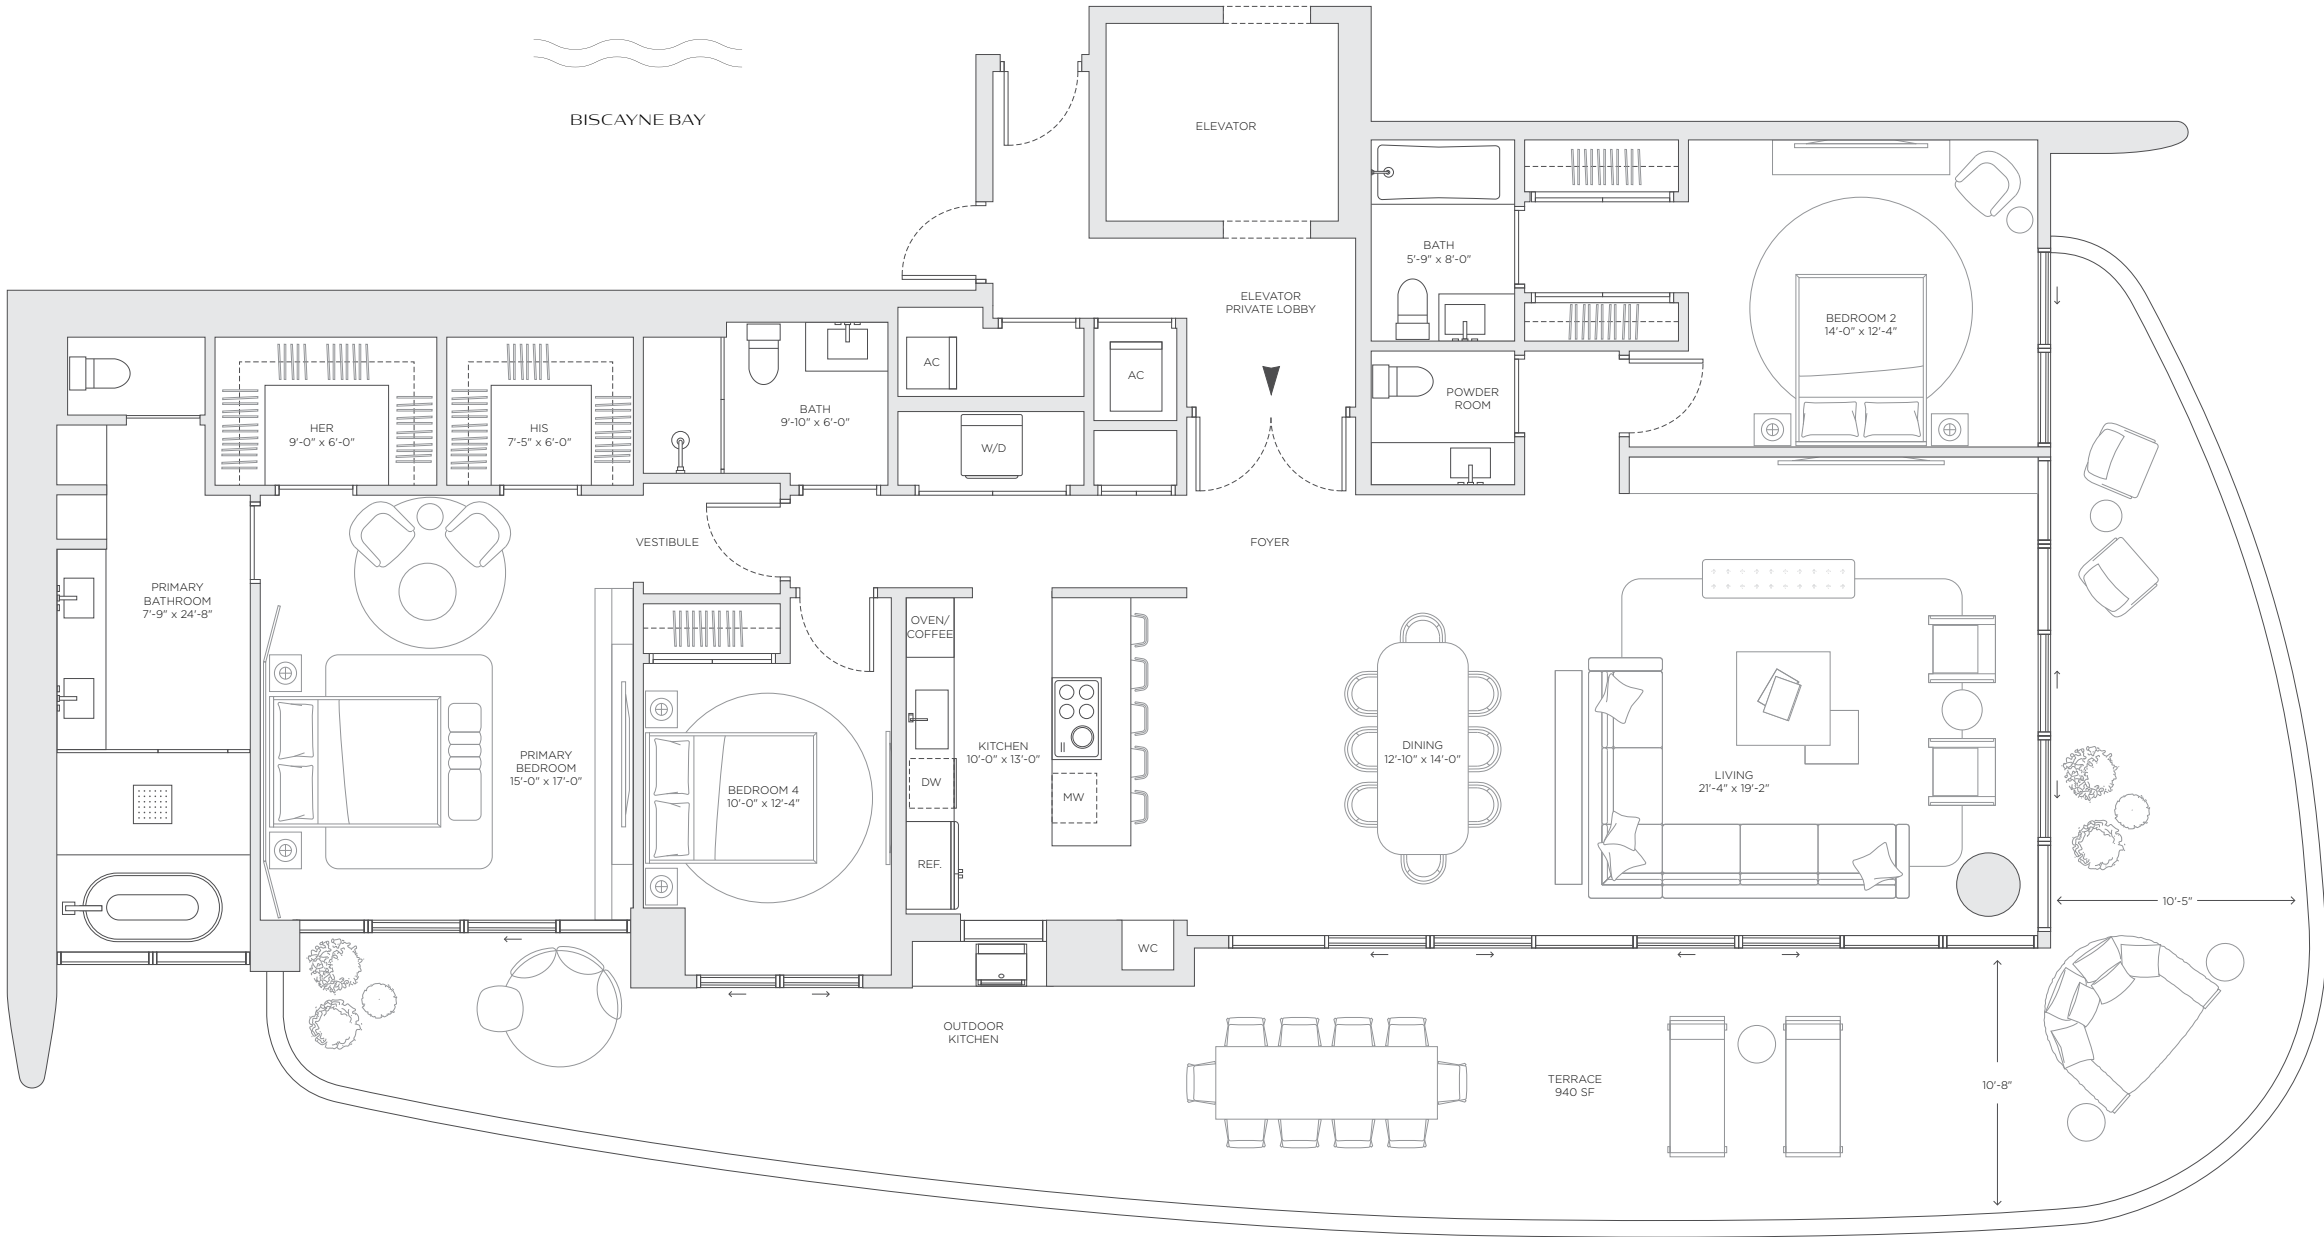 BISCAYNE BAY
ELEVATOR
ELEVATOR
PRIVATE LOBBY
BATH
5'-9" x 8'-0"
BEDROOM 2
14'-0" x 12'-4"
AC
AC
POWDER
ROOM
HER
9'-0" x 6'-0"
HIS
7'-5" x 6'-0"
BATH
9'-10" x 6'-0"
W/D
VESTIBULE
FOYER
PRIMARY
BATHROOM
7'-9" x 24'-8"
OVEN/
COFFEE
PRIMARY
BEDROOM
15'-0" x 17'-0"
BEDROOM 4
10'-0" x 12'-4"
KITCHEN
10'-0" x 13'-0"
DW
MW
REF.
DINING
12'-10" x 14'-0"
LIVING
21'-4" x 19'-2"
10'-5"
WC
OUTDOOR
KITCHEN
TERRACE
940 SF
10'-8"